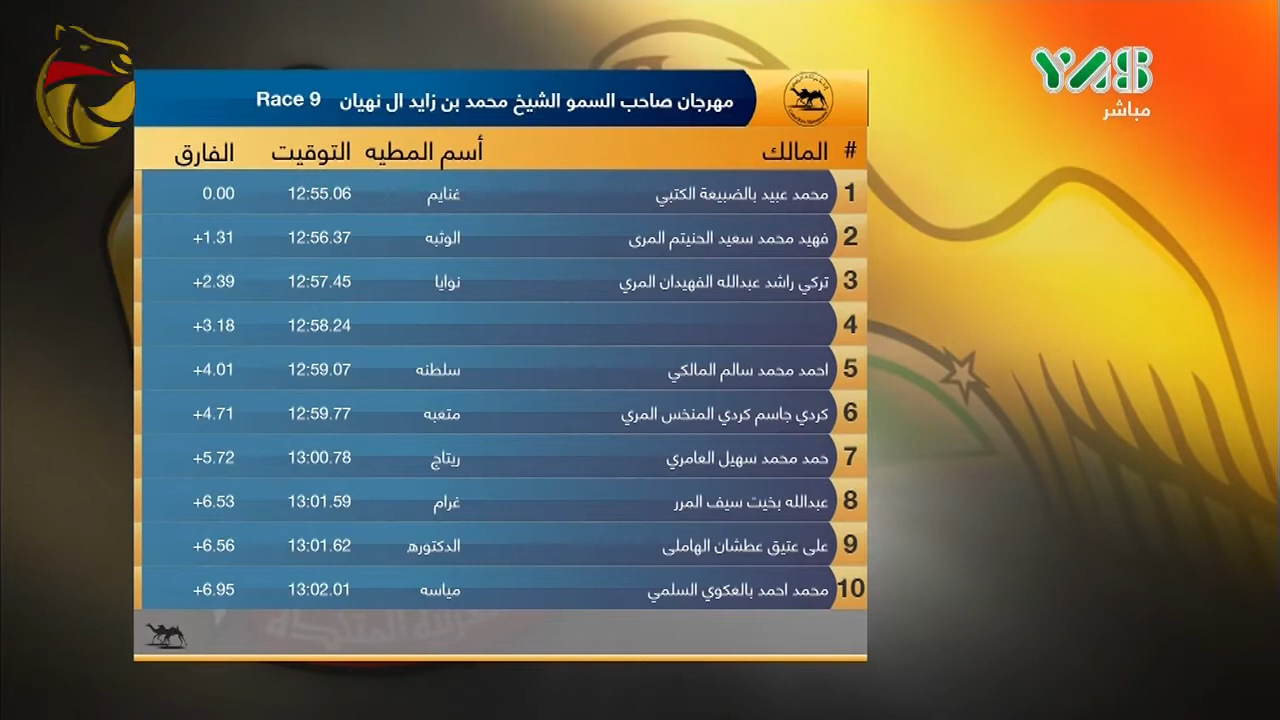 YAS
مباشر
مهرجان صاحب السمو الشيخ محمد بن زايد ال نهيان Race 9
# المالك أسم المطيه التوقيت الفارق
1 محمد عبيد بالضبيعة الكتبي غنايم 12:55.06 0.00
2 فهيد محمد سعيد الحنيتم المرى الوثبه 12:56.37 +1.31
3 تركي راشد عبدالله الفهيدان المري نوايا 12:57.45 +2.39
4 12:58.24 +3.18
5 احمد محمد سالم المالكي سلطنه 12:59.07 +4.01
6 كردي جاسم كردي المنخس المري متعبه 12:59.77 +4.71
7 حمد محمد سهيل العامري ريتاج 13:00.78 +5.72
8 عبدالله بخيت سيف المرر غرام 13:01.59 +6.53
9 على عتيق عطشان الهاملى الدكتوره 13:01.62 +6.56
10 محمد احمد بالعكوي السلمي مياسه 13:02.01 +6.95